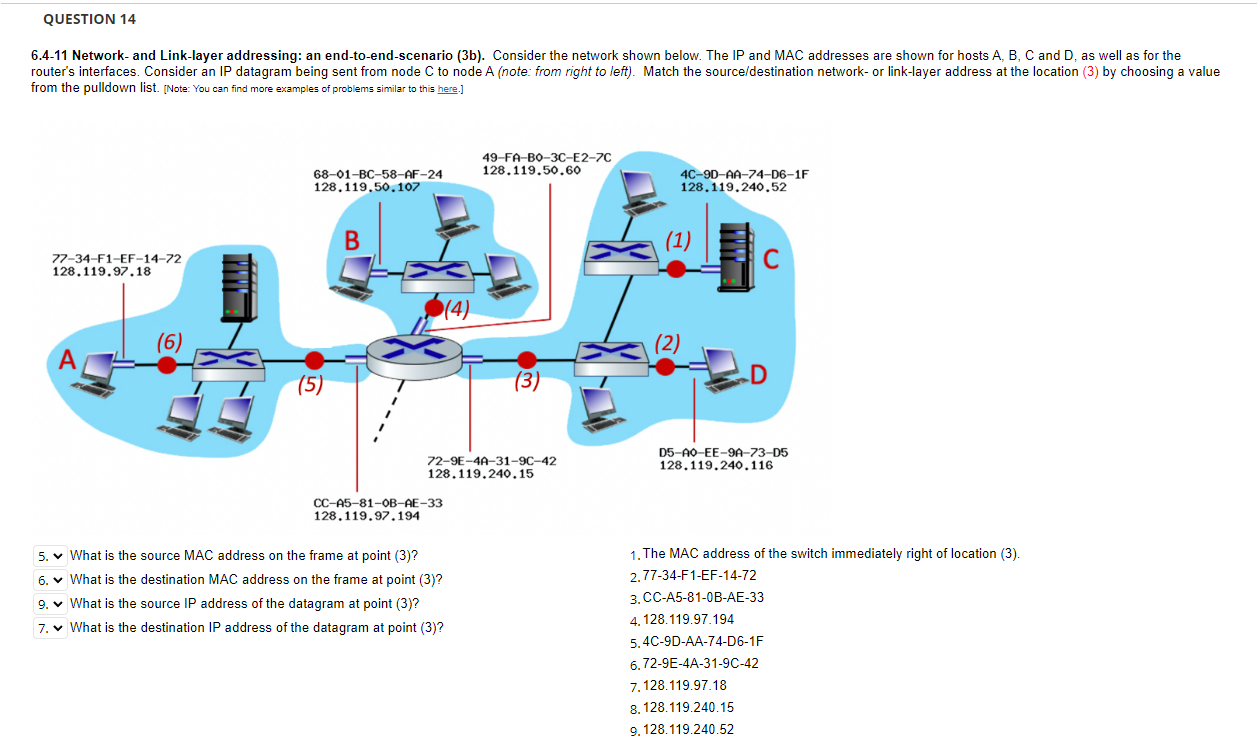 QUESTION 14
6.4-11 Network- and Link-layer addressing: an end-to-end-scenario (3b). Consider the network shown below. The IP and MAC addresses are shown for hosts A, B, C and D, as well as for the
router's interfaces. Consider an IP datagram being sent from node C to node A (note: from right to left). Match the source/destination network- or link-layer address at the location (3) by choosing a value
from the pulldown list. [Note: You can find more examples of problems similar to this here.]
49-FA-B0-3C-E2-7C
128.119.50.60
68-01-BC-58-AF-24
128.119.50.107
4C-9D-AA-74-D6-1F
128.119.240.52
B
(1)
C
77-34-F1-EF-14-72
128.119.97.18
(4)
(6)
(2)
A
(5)
(3)
D
D5-A0-EE-9A-73-D5
128.119.240.116
72-9E-4A-31-9C-42
128.119.240.15
CC-A5-81-0B-AE-33
128.119.97.194
5. What is the source MAC address on the frame at point (3)?
6. What is the destination MAC address on the frame at point (3)?
9. What is the source IP address of the datagram at point (3)?
7. What is the destination IP address of the datagram at point (3)?
1. The MAC address of the switch immediately right of location (3).
2. 77-34-F1-EF-14-72
3. CC-A5-81-0B-AE-33
4. 128.119.97.194
5. 4C-9D-AA-74-D6-1F
6. 72-9E-4A-31-9C-42
7. 128.119.97.18
8. 128.119.240.15
9. 128.119.240.52